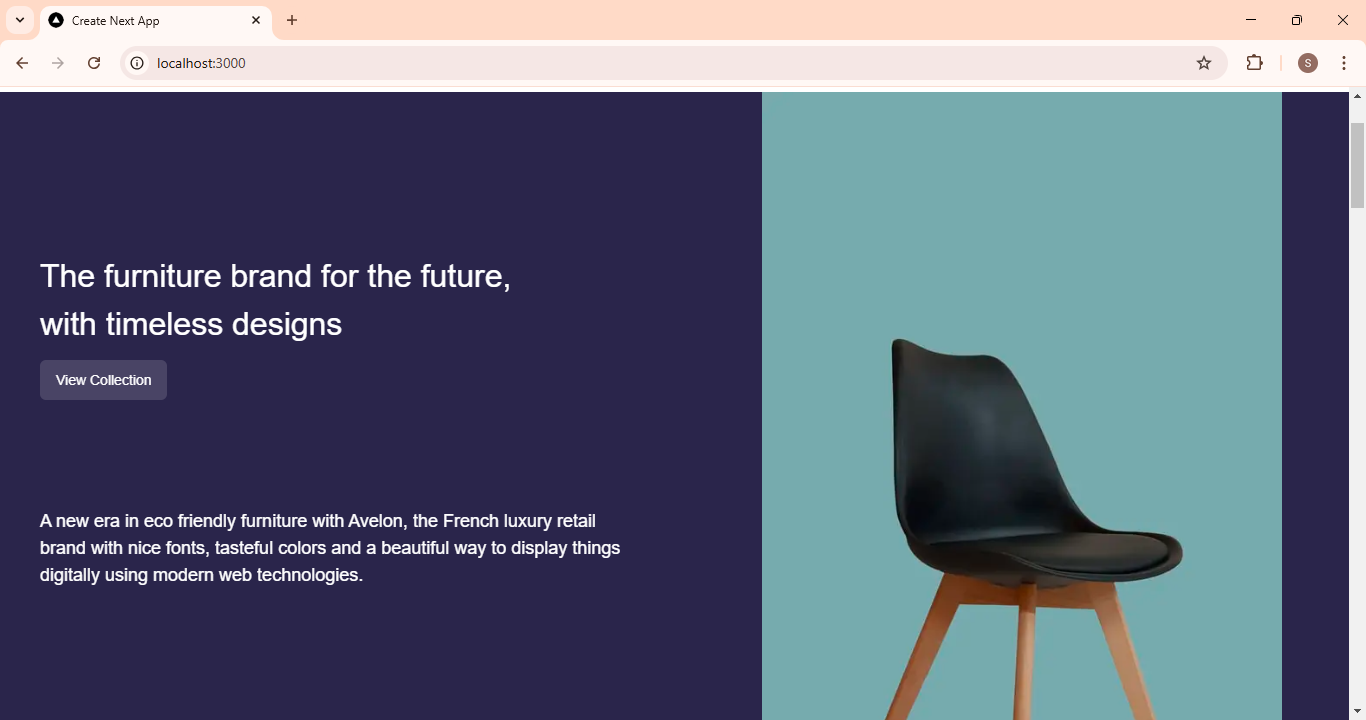 Create Next App
localhost:3000
S
The furniture brand for the future,
with timeless designs
View Collection
A new era in eco friendly furniture with Avelon, the French luxury retail
brand with nice fonts, tasteful colors and a beautiful way to display things
digitally using modern web technologies.